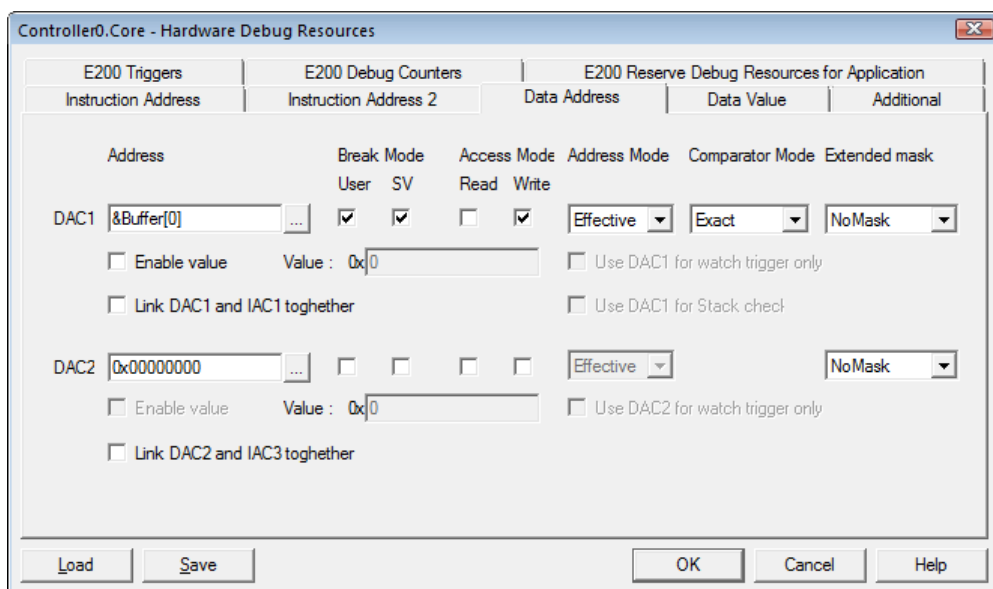 Controller0.Core - Hardware Debug Resources
E200 Triggers E200 Debug Counters E200 Reserve Debug Resources for Application
Instruction Address Instruction Address 2 Data Address Data Value Additional
Address Break Mode Access Mode Address Mode Comparator Mode Extended mask
User SV Read Write
DAC1 &Buffer[0] ... Effective Exact NoMask
Enable value Value : 0x 0 Use DAC1 for watch trigger only
Link DAC1 and IAC1 toghether Use DAC1 for Stack check
DAC2 0x00000000 ... Effective NoMask
Enable value Value : 0x 0 Use DAC2 for watch trigger only
Link DAC2 and IAC3 toghether
Load Save OK Cancel Help